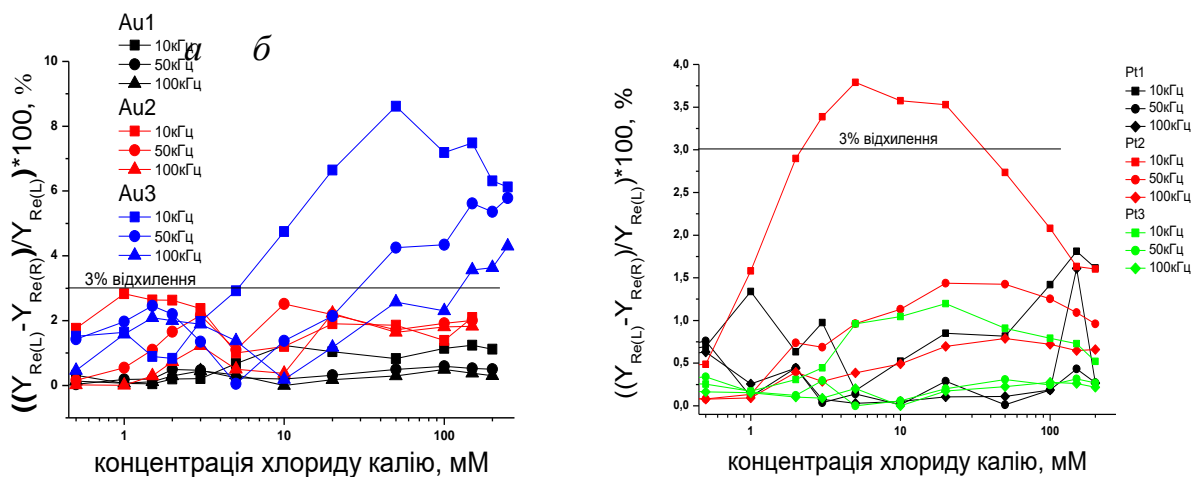 Au1
10кГц
50кГц
100кГц
Au2
10кГц
50кГц
100кГц
Au3
10кГц
50кГц
100кГц
а б
3% відхилення
((Y_Re(L)-Y_Re(R))/Y_Re(L))*100, %
10
8
6
4
2
0
1 10 100
концентрація хлориду калію, мМ
((Y_Re(L)-Y_Re(R))/Y_Re(L))*100, %
4,0
3,5
3,0
2,5
2,0
1,5
1,0
0,5
0,0
3% відхилення
1 10 100
концентрація хлориду калію, мМ
Pt1
10кГц
50кГц
100кГц
Pt2
10кГц
50кГц
100кГц
Pt3
10кГц
50кГц
100кГц